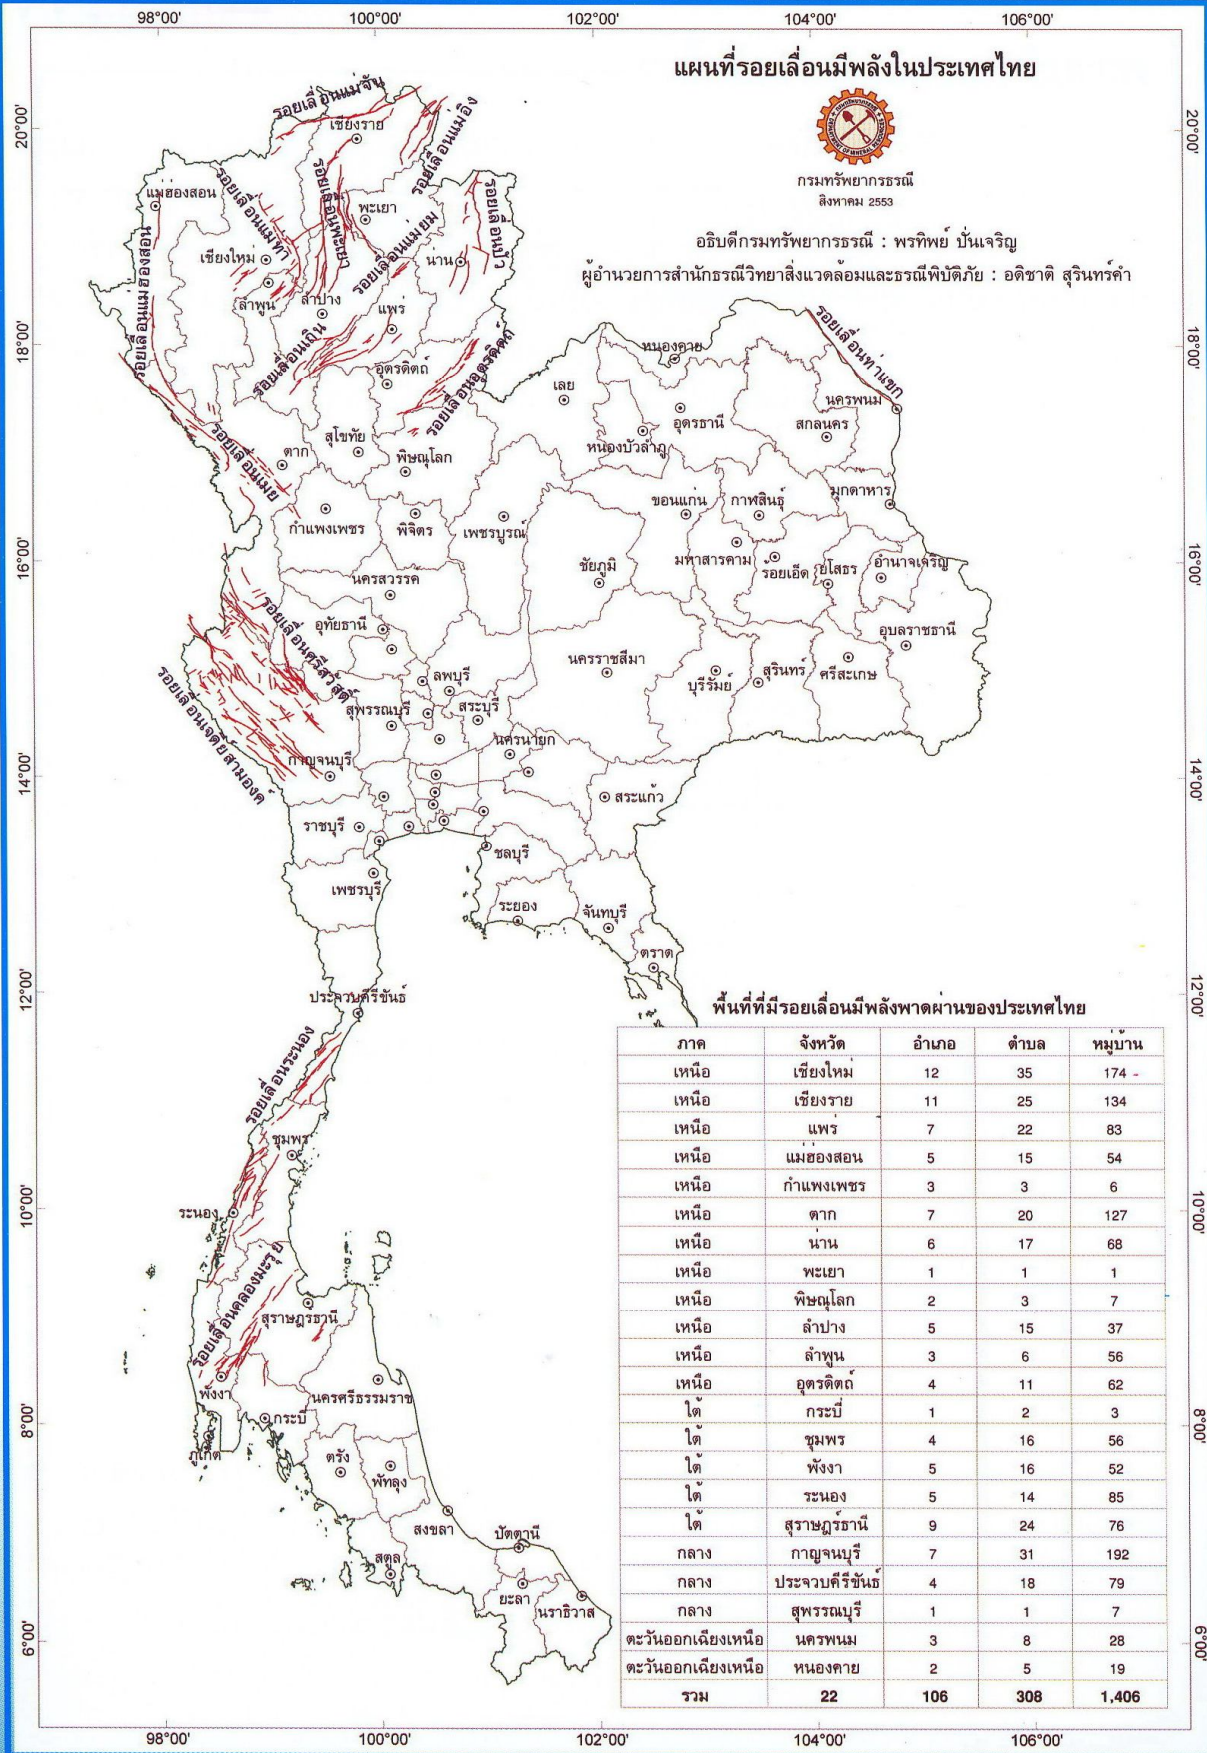 98°00' 100°00' 102°00' 104°00' 106°00'
แผนที่รอยเลื่อนมีพลังในประเทศไทย
กรมทรัพยากรธรณี
DEPARTMENT OF MINERAL RESOURCES
กรมทรัพยากรธรณี
สิงหาคม 2553
อธิบดีกรมทรัพยากรธรณี : พรทิพย์ ปั่นเจริญ
ผู้อำนวยการสำนักธรณีวิทยาสิ่งแวดล้อมและธรณีพิบัติภัย : อดิชาติ สุรินทร์คำ
20°00' 20°00'
18°00' 18°00'
16°00' 16°00'
14°00' 14°00'
12°00' 12°00'
10°00' 10°00'
8°00' 8°00'
6°00' 6°00'
รอยเลื่อนแม่จัน
เชียงราย
รอยเลื่อนแม่อิง
แม่ฮ่องสอน
รอยเลื่อนแม่ทา
รอยเลื่อนพะเยา
พะเยา
รอยเลื่อนแม่ยม
รอยเลื่อนปัว
รอยเลื่อนแม่ฮ่องสอน
เชียงใหม่
น่าน
ลำพูน
ลำปาง
แพร่
รอยเลื่อนเถิน
รอยเลื่อนอุตรดิตถ์
อุตรดิตถ์
รอยเลื่อนท่าแขก
หนองคาย
เลย
อุดรธานี
นครพนม
สกลนคร
หนองบัวลำภู
รอยเลื่อนเมย
ตาก
สุโขทัย
พิษณุโลก
กำแพงเพชร
พิจิตร
เพชรบูรณ์
ขอนแก่น
กาฬสินธุ์
มุกดาหาร
ชัยภูมิ
มหาสารคาม
ร้อยเอ็ด
ยโสธร
อำนาจเจริญ
นครสวรรค์
อุทัยธานี
รอยเลื่อนศรีสวัสดิ์
อุบลราชธานี
นครราชสีมา
บุรีรัมย์
สุรินทร์
ศรีสะเกษ
ลพบุรี
สุพรรณบุรี
สระบุรี
นครนายก
รอยเลื่อนเจดีย์สามองค์
กาญจนบุรี
สระแก้ว
ราชบุรี
ชลบุรี
เพชรบุรี
ระยอง
จันทบุรี
ตราด
ประจวบคีรีขันธ์
รอยเลื่อนระนอง
ชุมพร
ระนอง
รอยเลื่อนคลองมะรุ่ย
สุราษฎร์ธานี
พังงา
นครศรีธรรมราช
กระบี่
ภูเก็ต
ตรัง
พัทลุง
สงขลา
ปัตตานี
สตูล
ยะลา
นราธิวาส
พื้นที่ที่มีรอยเลื่อนมีพลังพาดผ่านของประเทศไทย
ภาค จังหวัด อำเภอ ตำบล หมู่บ้าน
เหนือ เชียงใหม่ 12 35 174
เหนือ เชียงราย 11 25 134
เหนือ แพร่ 7 22 83
เหนือ แม่ฮ่องสอน 5 15 54
เหนือ กำแพงเพชร 3 3 6
เหนือ ตาก 7 20 127
เหนือ น่าน 6 17 68
เหนือ พะเยา 1 1 1
เหนือ พิษณุโลก 2 3 7
เหนือ ลำปาง 5 15 37
เหนือ ลำพูน 3 6 56
เหนือ อุตรดิตถ์ 4 11 62
ใต้ กระบี่ 1 2 3
ใต้ ชุมพร 4 16 56
ใต้ พังงา 5 16 52
ใต้ ระนอง 5 14 85
ใต้ สุราษฎร์ธานี 9 24 76
กลาง กาญจนบุรี 7 31 192
กลาง ประจวบคีรีขันธ์ 4 18 79
กลาง สุพรรณบุรี 1 1 7
ตะวันออกเฉียงเหนือ นครพนม 3 8 28
ตะวันออกเฉียงเหนือ หนองคาย 2 5 19
รวม 22 106 308 1,406
98°00' 100°00' 102°00' 104°00' 106°00'